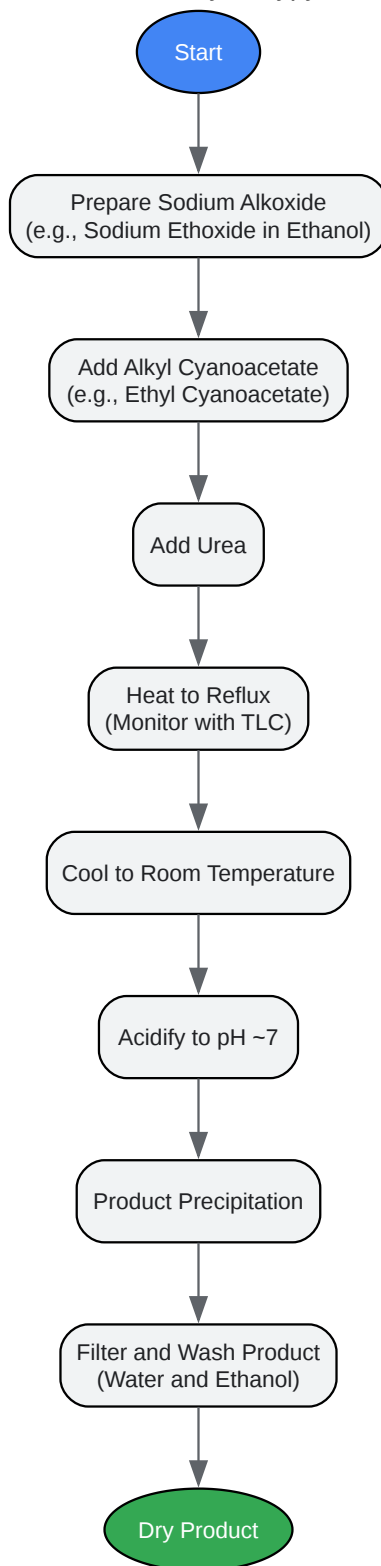 Start
Prepare Sodium Alkoxide
(e.g., Sodium Ethoxide in Ethanol)
Add Alkyl Cyanoacetate
(e.g., Ethyl Cyanoacetate)
Add Urea
Heat to Reflux
(Monitor with TLC)
Cool to Room Temperature
Acidify to pH ~7
Product Precipitation
Filter and Wash Product
(Water and Ethanol)
Dry Product